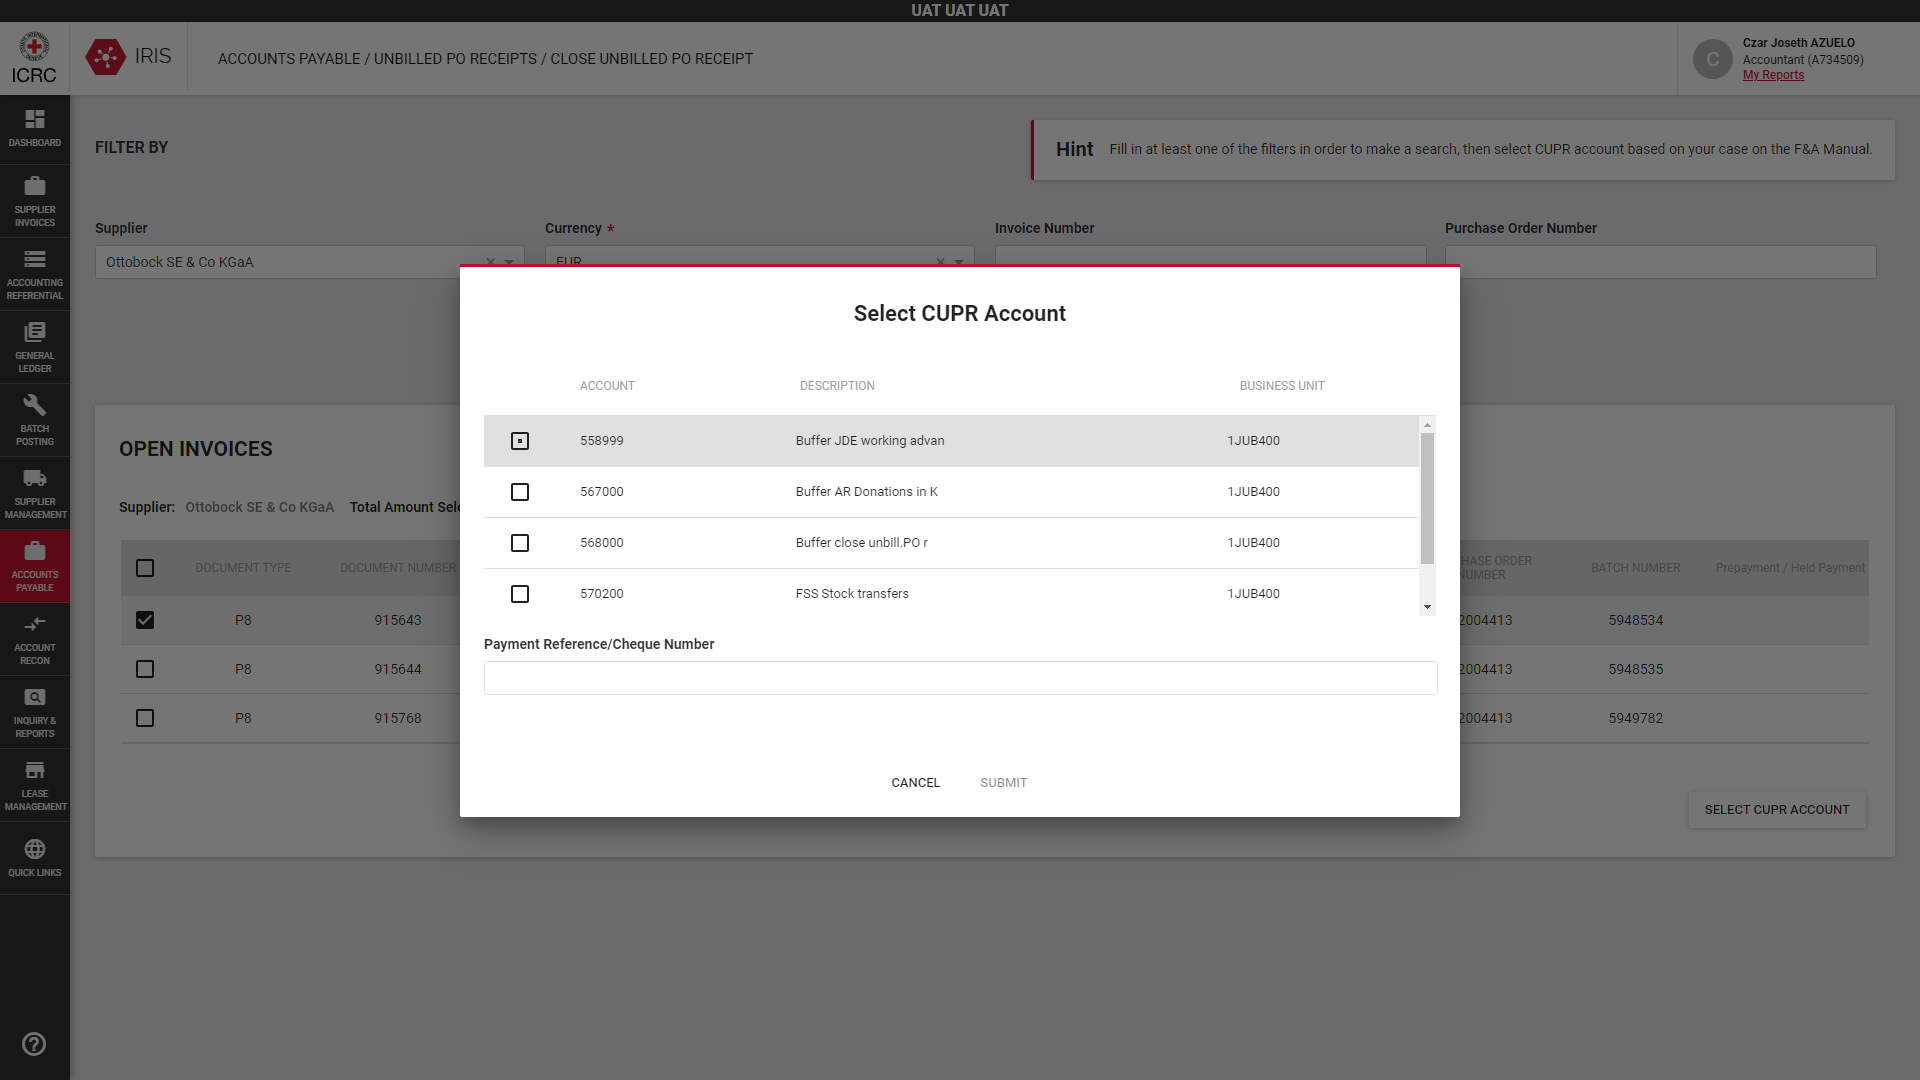 UAT UAT UAT
ICRC
IRIS
ACCOUNTS PAYABLE / UNBILLED PO RECEIPTS / CLOSE UNBILLED PO RECEIPT
C
Czar Joseth AZUELO
Accountant (A734509)
My Reports
DASHBOARD
SUPPLIER
INVOICES
ACCOUNTING
REFERENTIAL
GENERAL
LEDGER
BATCH
POSTING
SUPPLIER
MANAGEMENT
ACCOUNTS
PAYABLE
ACCOUNT
RECON
INQUIRY &
REPORTS
LEASE
MANAGEMENT
QUICK LINKS
FILTER BY
Hint Fill in at least one of the filters in order to make a search, then select CUPR account based on your case on the F&A Manual.
Supplier
Ottobock SE & Co KGaA
Currency *
EUR
Invoice Number
Purchase Order Number
OPEN INVOICES
Supplier: Ottobock SE & Co KGaA Total Amount Sele
DOCUMENT TYPE DOCUMENT NUMBER HASE ORDER NUMBER BATCH NUMBER Prepayment / Held Payment
P8 915643 2004413 5948534
P8 915644 2004413 5948535
P8 915768 2004413 5949782
SELECT CUPR ACCOUNT
Select CUPR Account
ACCOUNT DESCRIPTION BUSINESS UNIT
558999 Buffer JDE working advan 1JUB400
567000 Buffer AR Donations in K 1JUB400
568000 Buffer close unbill.PO r 1JUB400
570200 FSS Stock transfers 1JUB400
Payment Reference/Cheque Number
CANCEL SUBMIT